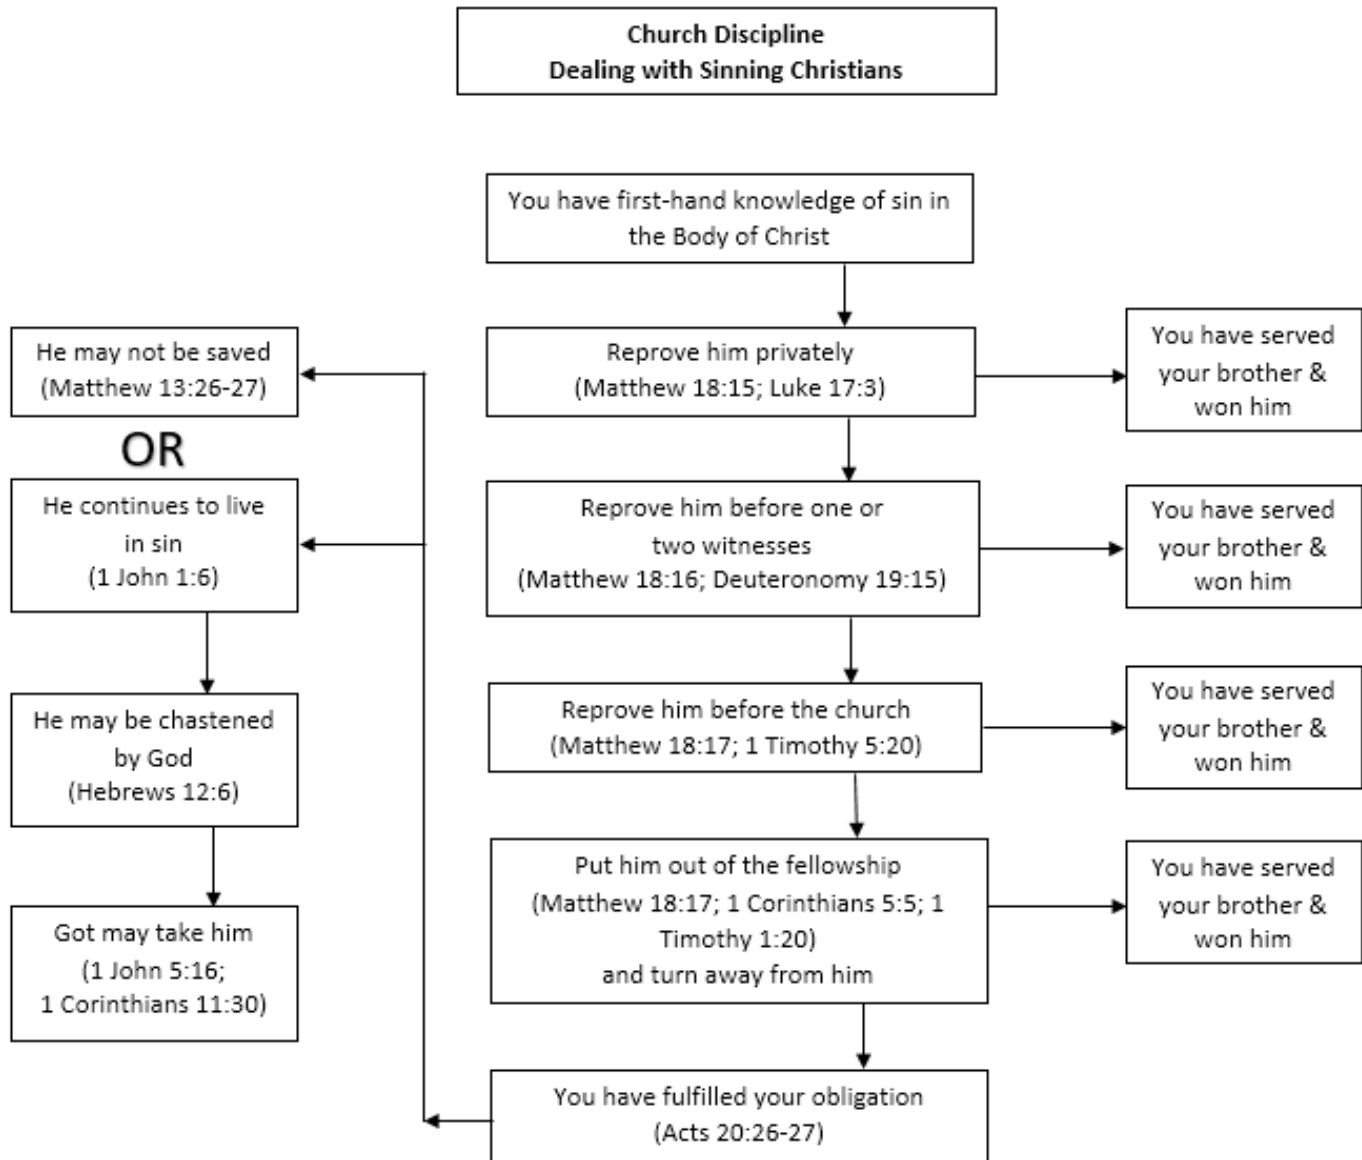 Church Discipline
Dealing with Sinning Christians
You have first-hand knowledge of sin in
the Body of Christ
Reprove him privately
(Matthew 18:15; Luke 17:3)
You have served
your brother &
won him
Reprove him before one or
two witnesses
(Matthew 18:16; Deuteronomy 19:15)
You have served
your brother &
won him
Reprove him before the church
(Matthew 18:17; 1 Timothy 5:20)
You have served
your brother &
won him
Put him out of the fellowship
(Matthew 18:17; 1 Corinthians 5:5; 1
Timothy 1:20)
and turn away from him
You have served
your brother &
won him
You have fulfilled your obligation
(Acts 20:26-27)
He may not be saved
(Matthew 13:26-27)
OR
He continues to live
in sin
(1 John 1:6)
He may be chastened
by God
(Hebrews 12:6)
Got may take him
(1 John 5:16;
1 Corinthians 11:30)